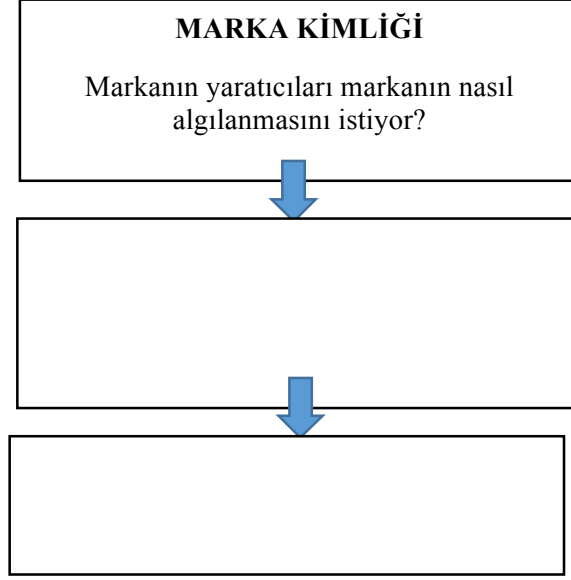 MARKA KİMLİĞİ
Markanın yaratıcıları markanın nasıl
algılanmasını istiyor?